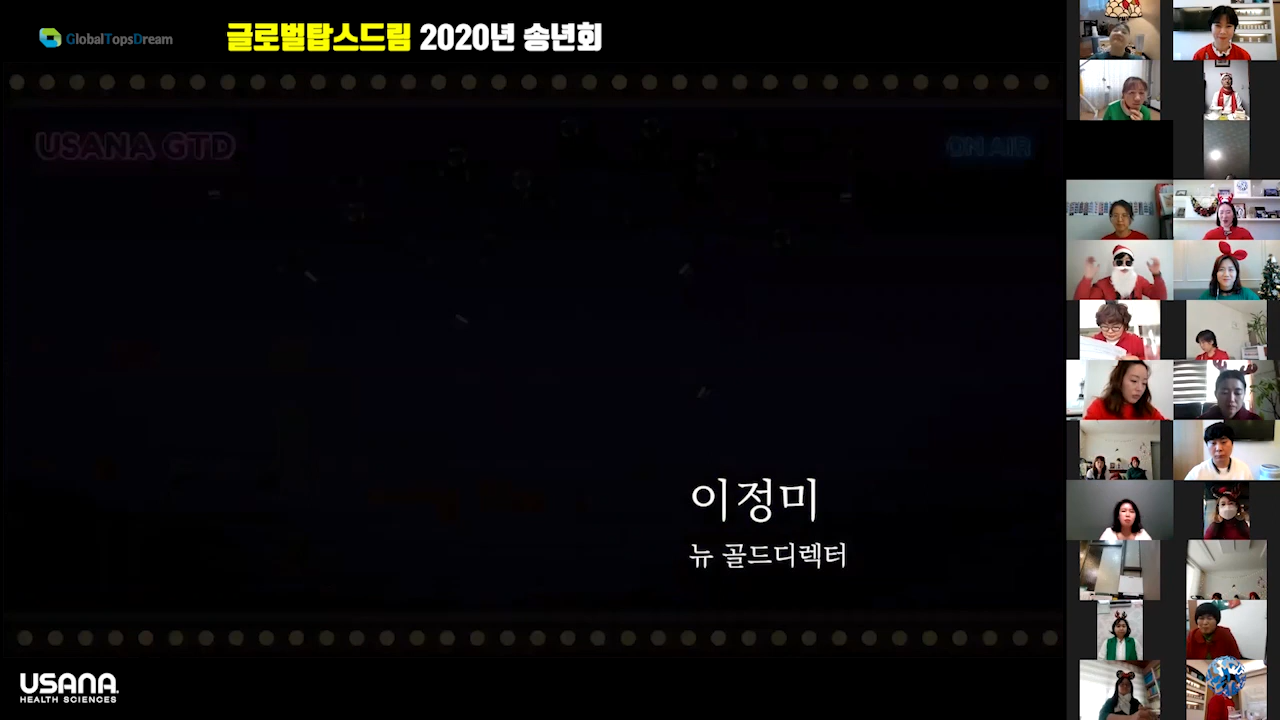 GlobalTopsDream
글로벌탑스드림 2020년 송년회
USANA GTD
ON AIR
이정미
뉴 골드디렉터
USANA
HEALTH SCIENCES